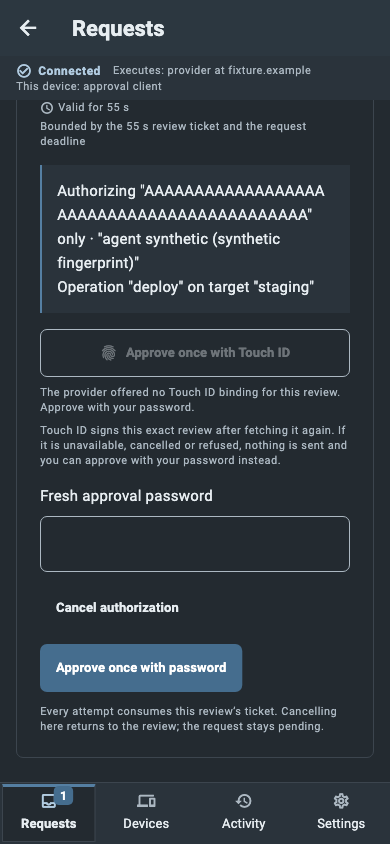 Requests
Connected Executes: provider at fixture.example
This device: approval client
Valid for 55 s
Bounded by the 55 s review ticket and the request
deadline
Authorizing "AAAAAAAAAAAAAAAAAA
AAAAAAAAAAAAAAAAAAAAAAAAA"
only · "agent synthetic (synthetic
fingerprint)"
Operation "deploy" on target "staging"
Approve once with Touch ID
The provider offered no Touch ID binding for this review.
Approve with your password.
Touch ID signs this exact review after fetching it again. If
it is unavailable, cancelled or refused, nothing is sent and
you can approve with your password instead.
Fresh approval password
Cancel authorization
Approve once with password
Every attempt consumes this review's ticket. Cancelling
here returns to the review; the request stays pending.
1
Requests Devices Activity Settings